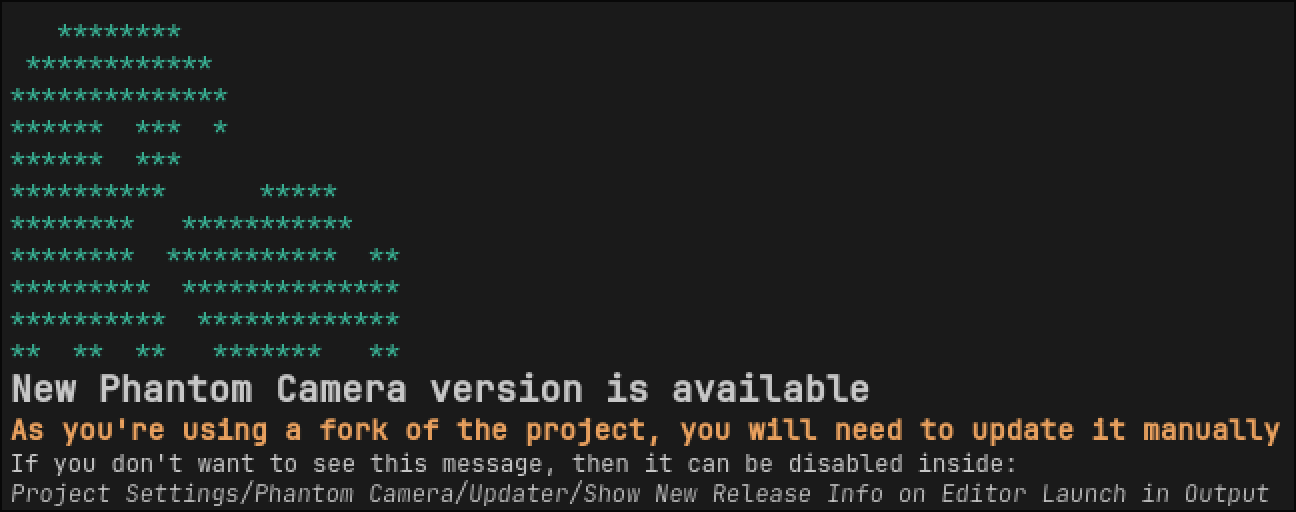 ********
 ************
**************
******  ***  *
******  ***
**********      *****
********   ***********
********  ***********  **
*********  **************
**********  *************
**  **  **   *******   **
New Phantom Camera version is available
As you're using a fork of the project, you will need to update it manually
If you don't want to see this message, then it can be disabled inside:
Project Settings/Phantom Camera/Updater/Show New Release Info on Editor Launch in Output